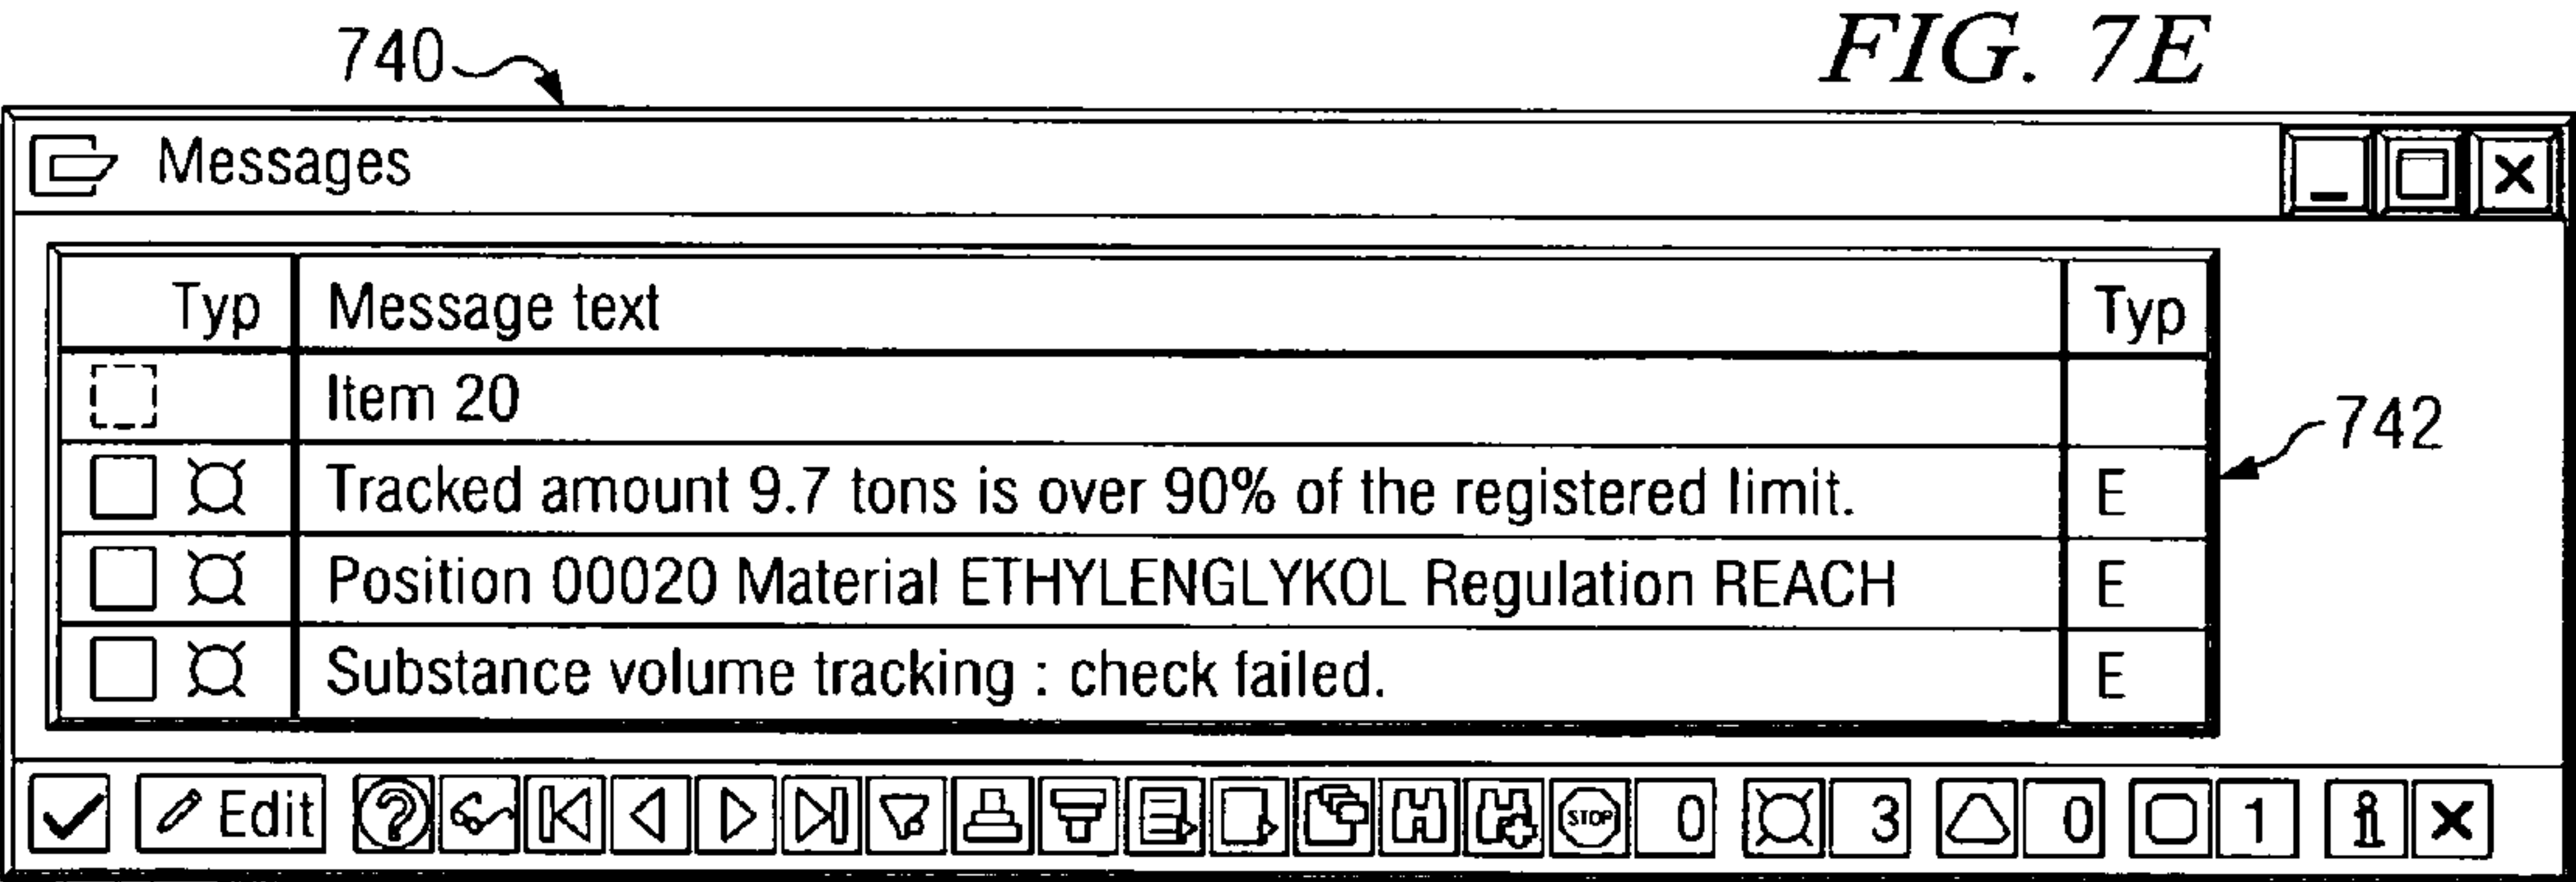 740
FIG. 7E
Messages
Typ Message text Typ
Item 20
742
Tracked amount 9.7 tons is over 90% of the registered limit. E
Position 00020 Material ETHYLENGLYKOL Regulation REACH E
Substance volume tracking : check failed. E
Edit ? STOP 0 3 0 1 i